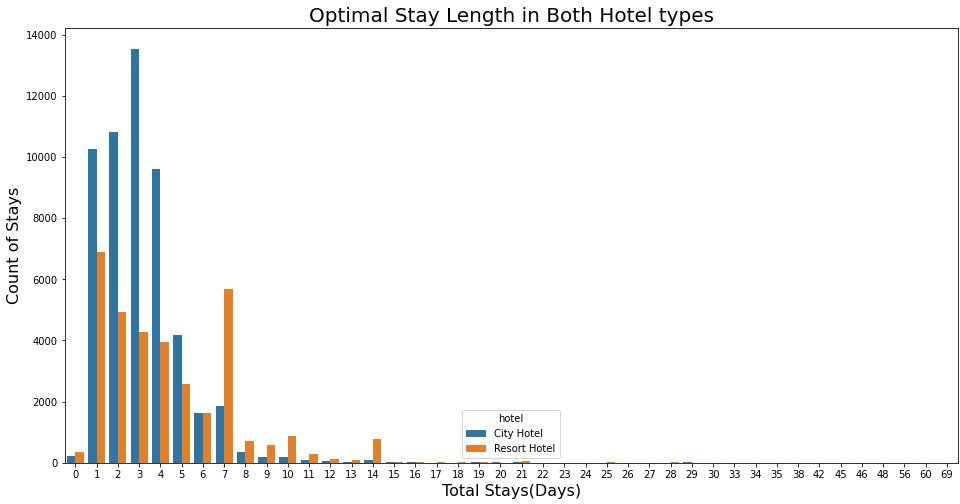 Optimal Stay Length in Both Hotel types
14000
12000
10000
8000
6000
4000
2000
0
Count of Stays
hotel
City Hotel
Resort Hotel
0 1 2 3 4 5 6 7 8 9 10 11 12 13 14 15 16 17 18 19 20 21 22 23 24 25 26 27 28 29 30 33 34 35 38 42 45 46 48 56 60 69
Total Stays(Days)